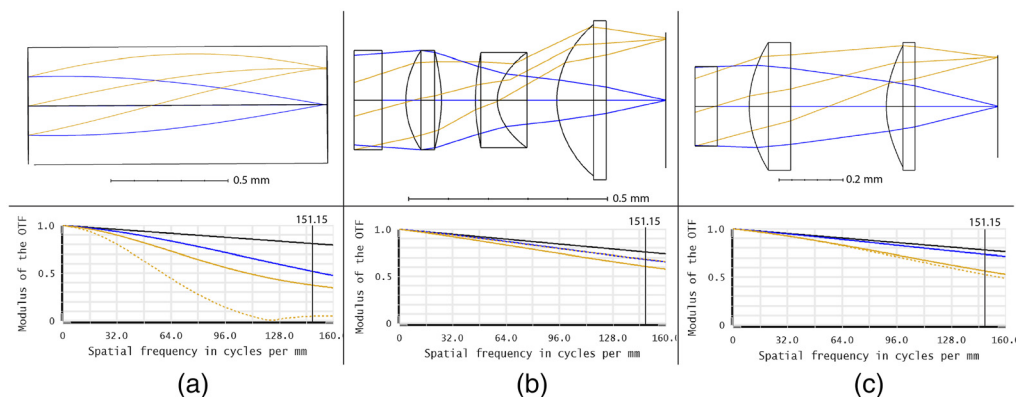 0.5 mm
0.5 mm
0.2 mm
Modulus of the OTF
1.0
0.5
0
151.15
0
32.0
64.0
96.0
128.0
160.0
Spatial frequency in cycles per mm
(a)
Modulus of the OTF
1.0
0.5
0
151.15
0
32.0
64.0
96.0
128.0
160.0
Spatial frequency in cycles per mm
(b)
Modulus of the OTF
1.0
0.5
0
151.15
0
32.0
64.0
96.0
128.0
160.0
Spatial frequency in cycles per mm
(c)